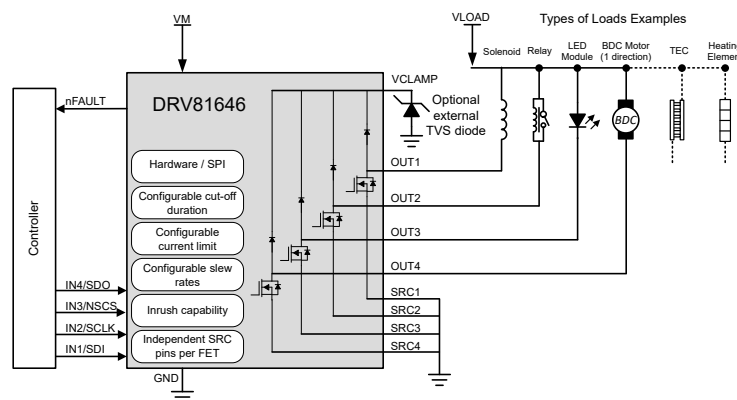 VM
VLOAD
Types of Loads Examples
Solenoid
Relay
LED
Module
BDC Motor
(1 direction)
TEC
Heating
Elemen
VCLAMP
Optional
external
TVS diode
DRV81646
nFAULT
Controller
Hardware / SPI
Configurable cut-off
duration
Configurable
current limit
Configurable slew
rates
Inrush capability
Independent SRC
pins per FET
BDC
OUT1
OUT2
OUT3
OUT4
SRC1
SRC2
SRC3
SRC4
IN4/SDO
IN3/NSCS
IN2/SCLK
IN1/SDI
GND